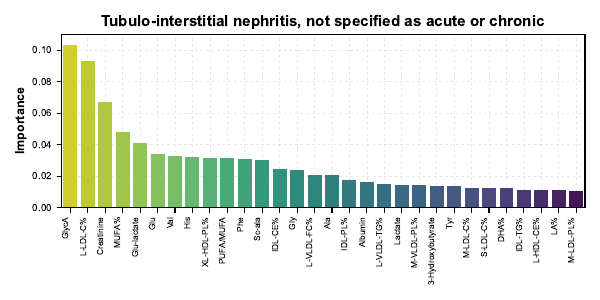 Tubulo-interstitial nephritis, not specified as acute or chronic
Importance
0.10
0.08
0.06
0.04
0.02
0.00
GlycA
L-LDL-C%
Creatinine
MUFA%
Glu-lactate
Glu
Val
His
XL-HDL-PL%
PUFA/MUFA
Phe
Sc-ala
IDL-CE%
Gly
L-VLDL-FC%
Ala
IDL-PL%
Albumin
L-VLDL-TG%
Lactate
M-VLDL-PL%
3-Hydroxybutyrate
Tyr
M-LDL-C%
S-LDL-C%
DHA%
IDL-TG%
L-HDL-CE%
LA%
M-LDL-PL%